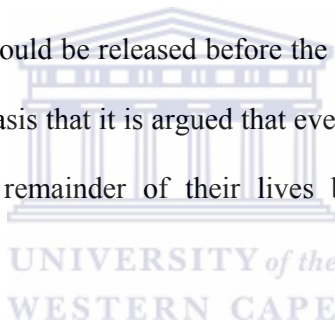 ould be released before the
asis that it is argued that eve
remainder of their lives b
UNIVERSITY of the
WESTERN CAPE